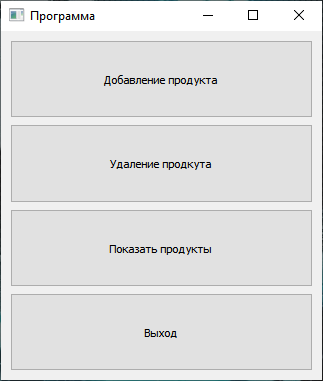 Программа
Добавление продукта
Удаление продкута
Показать продукты
Выход